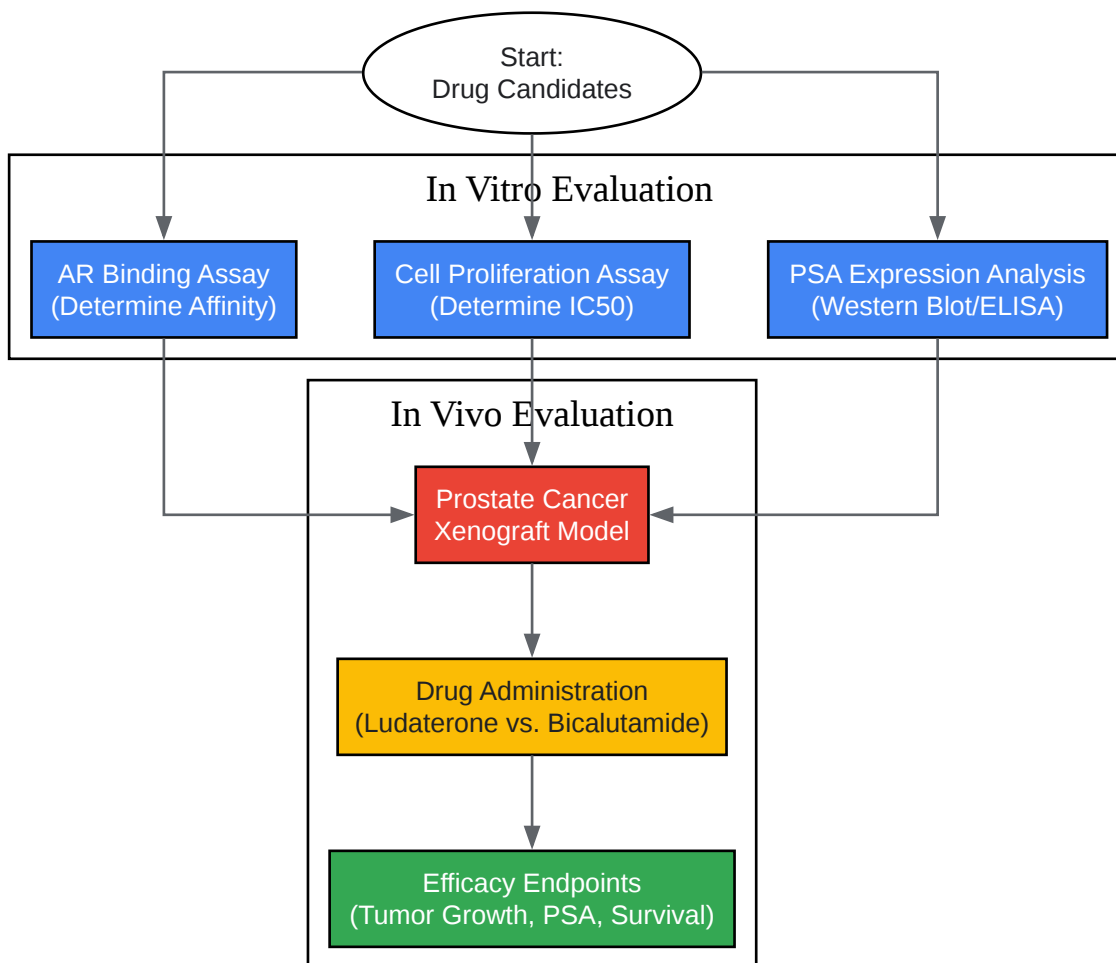 Start:
Drug Candidates
In Vitro Evaluation
AR Binding Assay
(Determine Affinity)
Cell Proliferation Assay
(Determine IC50)
PSA Expression Analysis
(Western Blot/ELISA)
In Vivo Evaluation
Prostate Cancer
Xenograft Model
Drug Administration
(Ludaterone vs. Bicalutamide)
Efficacy Endpoints
(Tumor Growth, PSA, Survival)